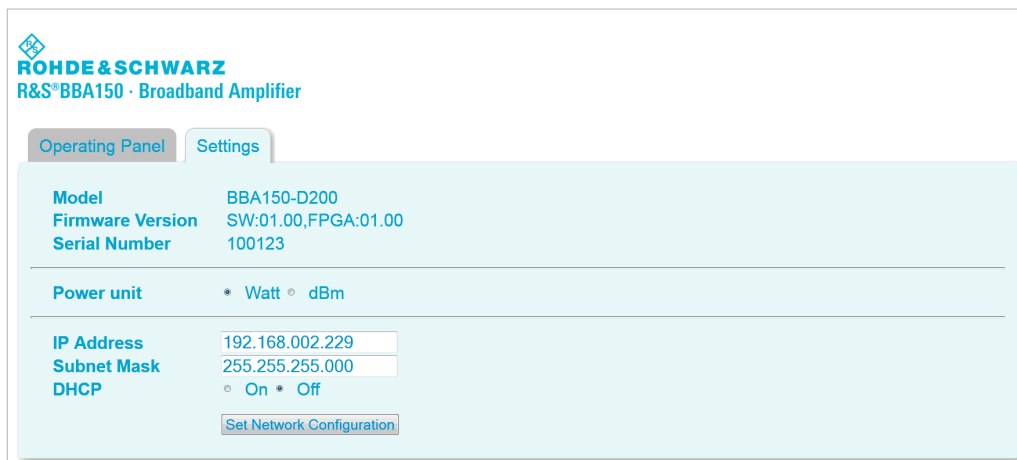 R&S
ROHDE&SCHWARZ
R&S®BBA150 · Broadband Amplifier
Operating Panel Settings
Model BBA150-D200
Firmware Version SW:01.00,FPGA:01.00
Serial Number 100123
Power unit Watt dBm
IP Address 192.168.002.229
Subnet Mask 255.255.255.000
DHCP On Off
Set Network Configuration